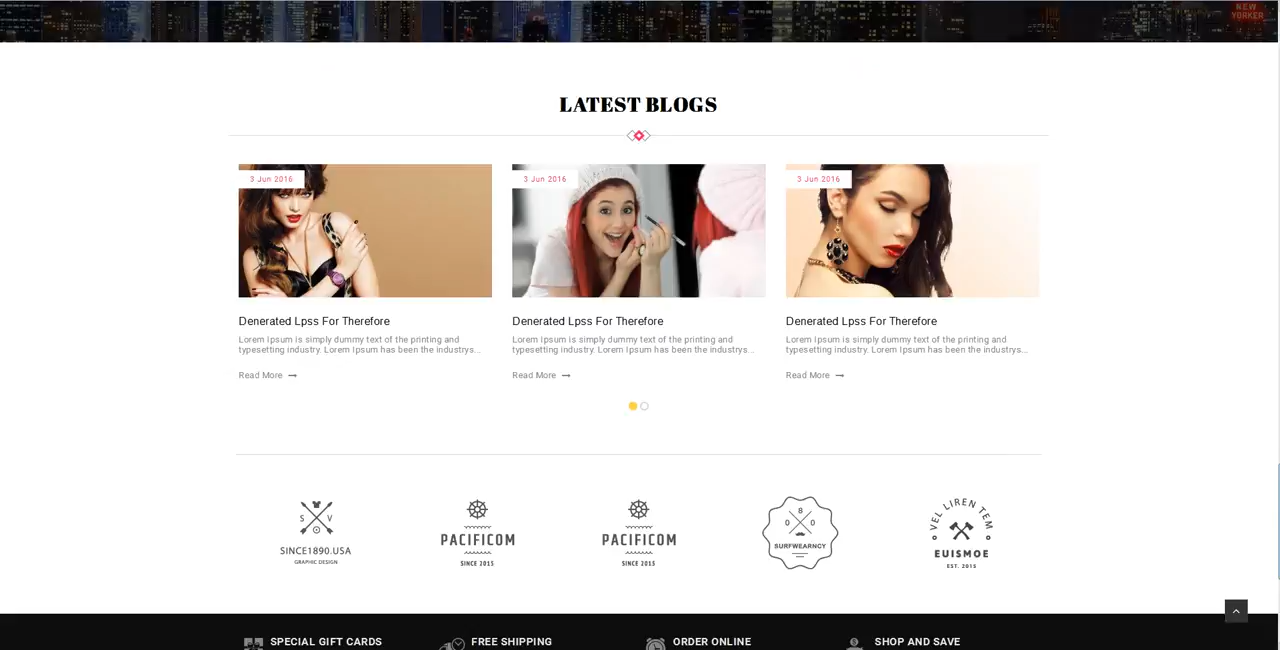 NEW
YORKER
LATEST BLOGS
3 Jun 2016
3 Jun 2016
3 Jun 2016
Denerated Lpss For Therefore
Denerated Lpss For Therefore
Denerated Lpss For Therefore
Lorem Ipsum is simply dummy text of the printing and
typesetting industry. Lorem Ipsum has been the industrys...
Lorem Ipsum is simply dummy text of the printing and
typesetting industry. Lorem Ipsum has been the industrys...
Lorem Ipsum is simply dummy text of the printing and
typesetting industry. Lorem Ipsum has been the industrys...
Read More
Read More
Read More
S V
SINCE1890.USA
GRAPHIC DESIGN
PACIFICOM
SINCE 2015
PACIFICOM
SINCE 2015
8
0 0
SURFWEARNCY
VEL LIREN TEM
EUISMOE
EST. 2015
SPECIAL GIFT CARDS
FREE SHIPPING
ORDER ONLINE
SHOP AND SAVE